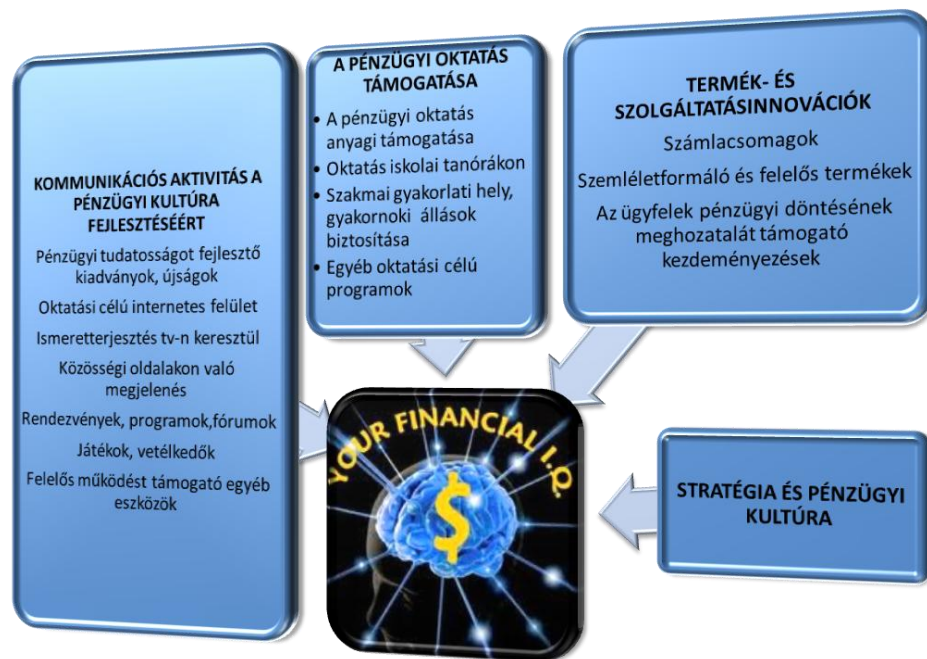 KOMMUNIKÁCIÓS AKTIVITÁS A
PÉNZÜGYI KULTÚRA
FEJLESZTÉSÉÉRT
Pénzügyi tudatosságot fejlesztő
kiadványok, újságok
Oktatási célú internetes felület
Ismeretterjesztés tv-n keresztül
Közösségi oldalakon való
megjelenés
Rendezvények, programok,fórumok
Játékok, vetélkedők
Felelős működést támogató egyéb
eszközök
A PÉNZÜGYI OKTATÁS
TÁMOGATÁSA
• A pénzügyi oktatás
anyagi támogatása
• Oktatás iskolai tanórákon
• Szakmai gyakorlati hely,
gyakornoki állások
biztosítása
• Egyéb oktatási célú
programok
TERMÉK- ÉS
SZOLGÁLTATÁSINNOVÁCIÓK
Számlacsomagok
Szemléletformáló és felelős termékek
Az ügyfelek pénzügyi döntésének
meghozatalát támogató
kezdeményezések
YOUR FINANCIAL I.Q.
$
STRATÉGIA ÉS PÉNZÜGYI
KULTÚRA